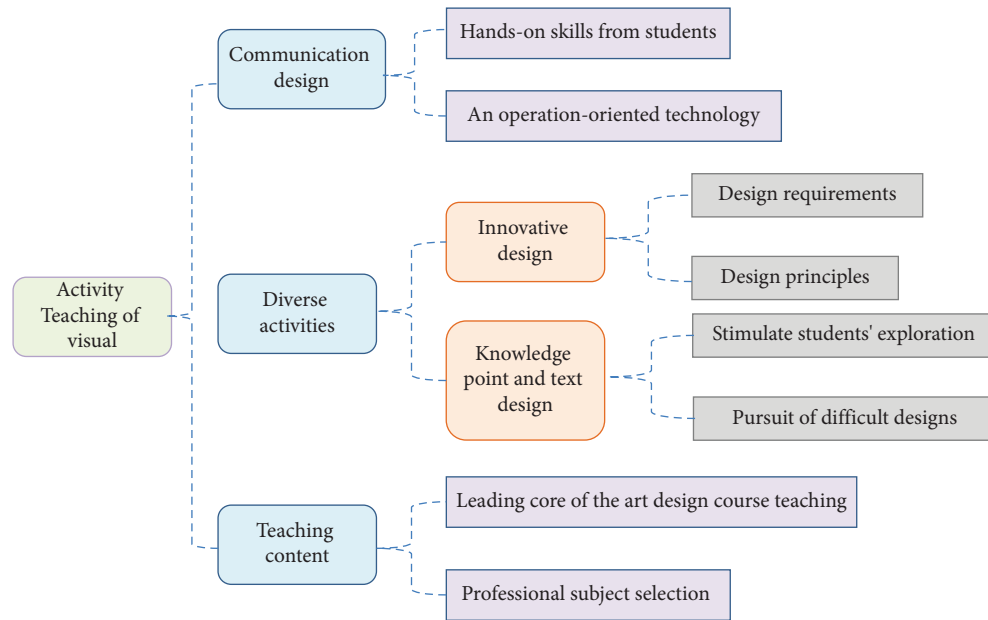 Activity
Teaching of
visual
Communication
design
Hands-on skills from students
An operation-oriented technology
Diverse
activities
Innovative
design
Design requirements
Design principles
Knowledge
point and text
design
Stimulate students' exploration
Pursuit of difficult designs
Teaching
content
Leading core of the art design course teaching
Professional subject selection